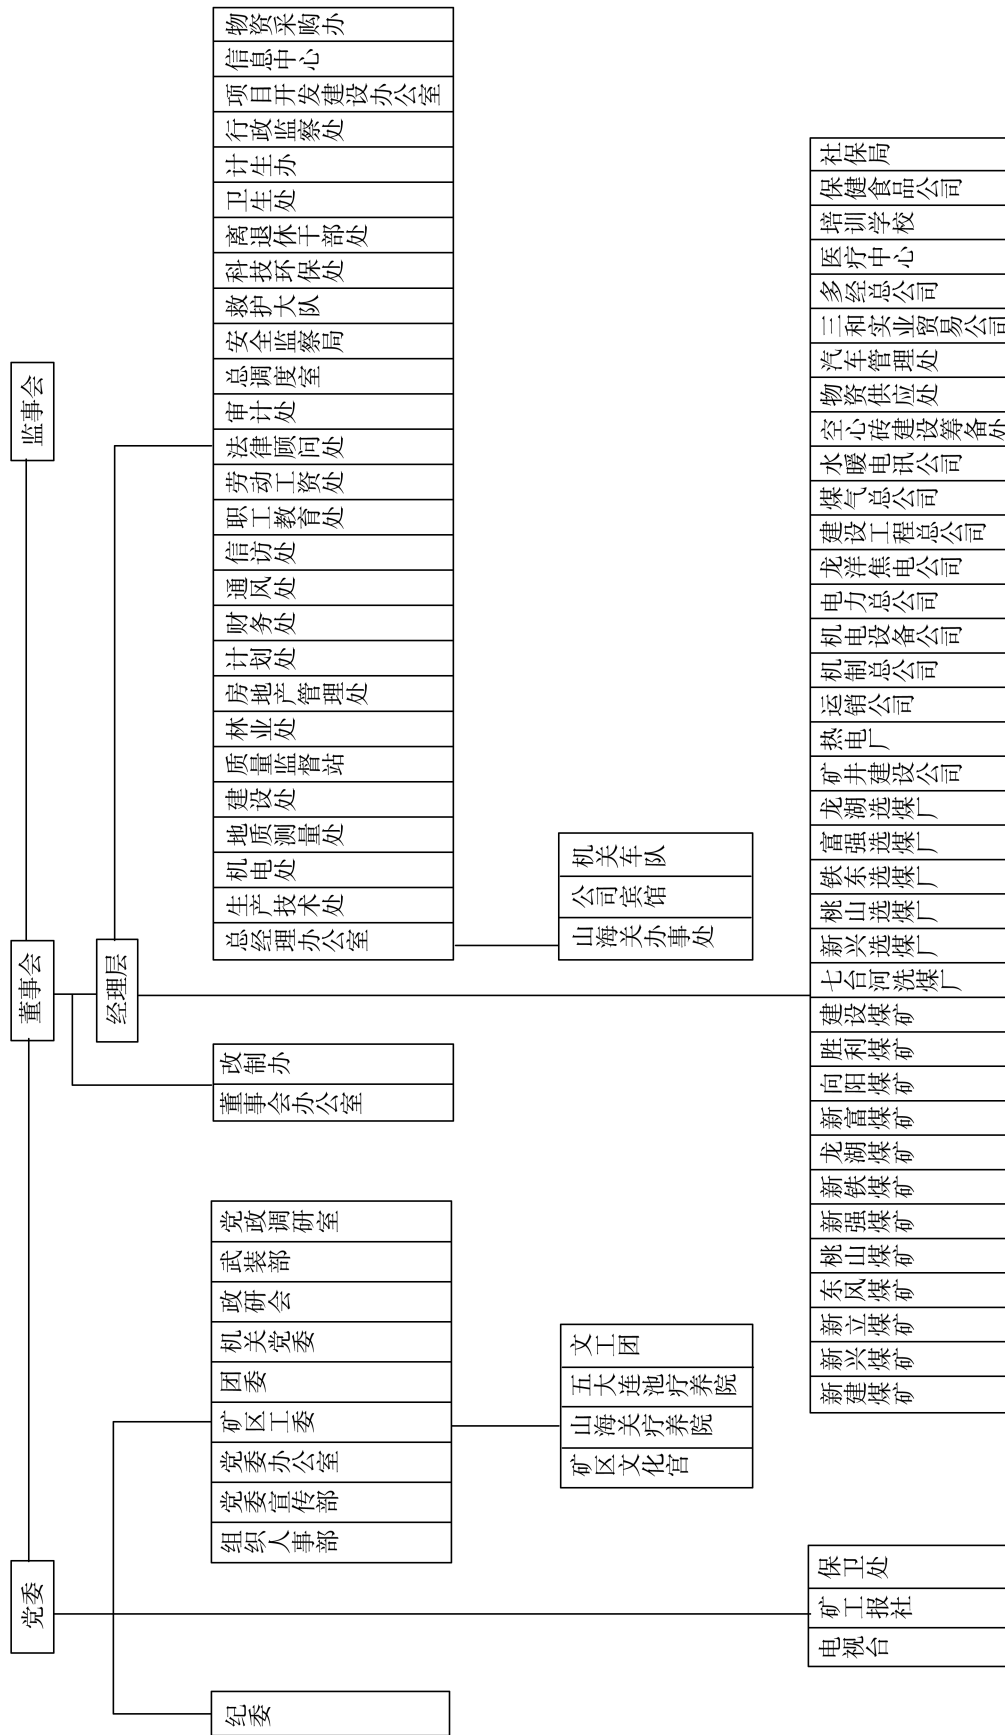 党委
董事会
监事会
经理层
纪委
组织人事部
党委宣传部
党委办公室
矿区工委
团委
机关党委
政研会
武装部
党政调研室
董事会办公室
改制办
总经理办公室
生产技术处
机电处
地质测量处
建设处
质量监督站
林业处
房地产管理处
计划处
财务处
通风处
信访处
职工教育处
劳动工资处
法律顾问处
审计处
总调度室
安全监察局
救护大队
科技环保处
离退休干部处
卫生处
计生办
行政监察处
项目开发建设办公室
信息中心
物资采购办
矿区文化宫
山海关疗养院
五大连池疗养院
文工团
山海关办事处
公司宾馆
机关车队
电视台
矿工报社
保卫处
新建煤矿
新兴煤矿
新立煤矿
东风煤矿
桃山煤矿
新强煤矿
新铁煤矿
龙湖煤矿
新富煤矿
向阳煤矿
胜利煤矿
建设煤矿
七台河洗煤厂
新兴选煤厂
桃山选煤厂
铁东选煤厂
富强选煤厂
龙湖选煤厂
矿井建设公司
热电厂
运销公司
机制总公司
机电设备公司
电力总公司
龙洋焦电公司
建设工程总公司
煤气总公司
水暖电讯公司
空心砖建设筹备处
物资供应处
汽车管理处
三和实业贸易公司
多经总公司
医疗中心
培训学校
保健食品公司
社保局